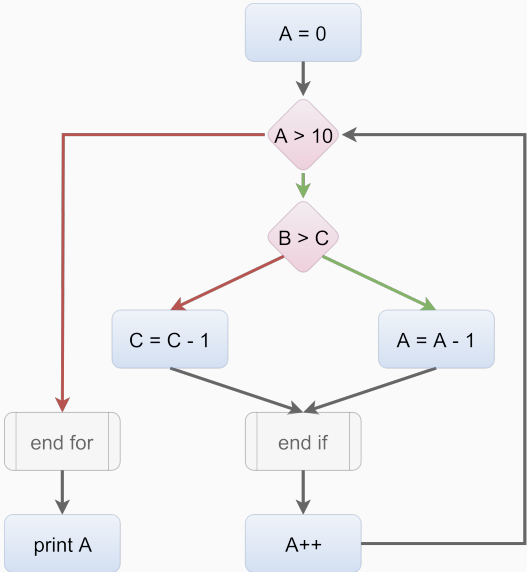 A = 0
A > 10
B > C
C = C - 1
A = A - 1
end for
end if
print A
A++